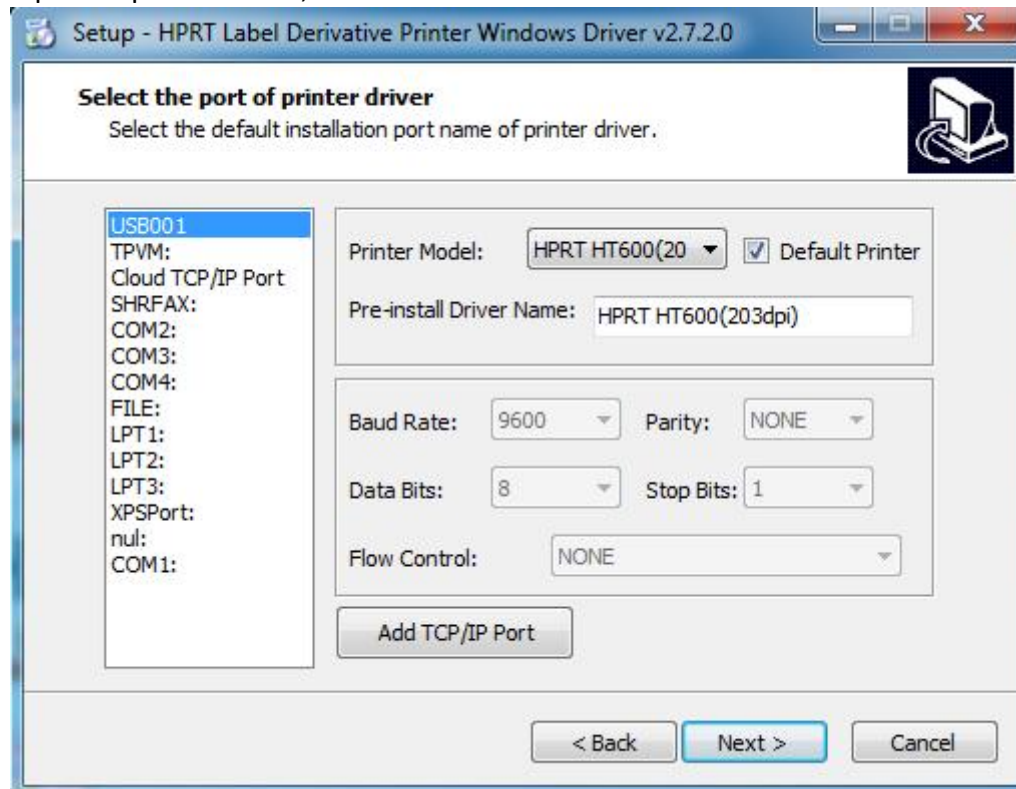 Setup - HPRT Label Derivative Printer Windows Driver v2.7.2.0
Select the port of printer driver
Select the default installation port name of printer driver.
USB001
TPVM:
Cloud TCP/IP Port
SHRFAX:
COM2:
COM3:
COM4:
FILE:
LPT1:
LPT2:
LPT3:
XPSPort:
nul:
COM1:
Printer Model: HPRT HT600(20 Default Printer
Pre-install Driver Name: HPRT HT600(203dpi)
Baud Rate: 9600 Parity: NONE
Data Bits: 8 Stop Bits: 1
Flow Control: NONE
Add TCP/IP Port
< Back Next > Cancel